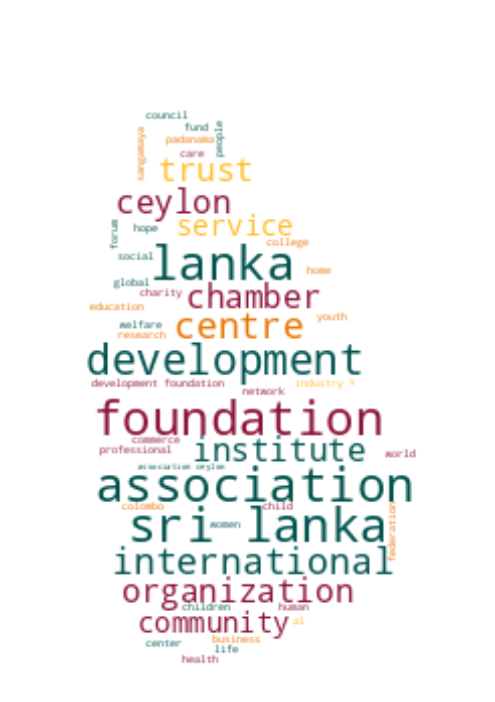 council
fund
people
sangamaya
padanama
care
trust
ceylon
service
forum
hope
college
social
lanka
home
global
charity
chamber
education
welfare
centre
youth
research
development
development foundation
industry
network
foundation
commerce
institute
professional
world
association ceylon
association
colombo
child
sri lanka
women
federation
international
organization
children
human
community
al
business
center
life
health